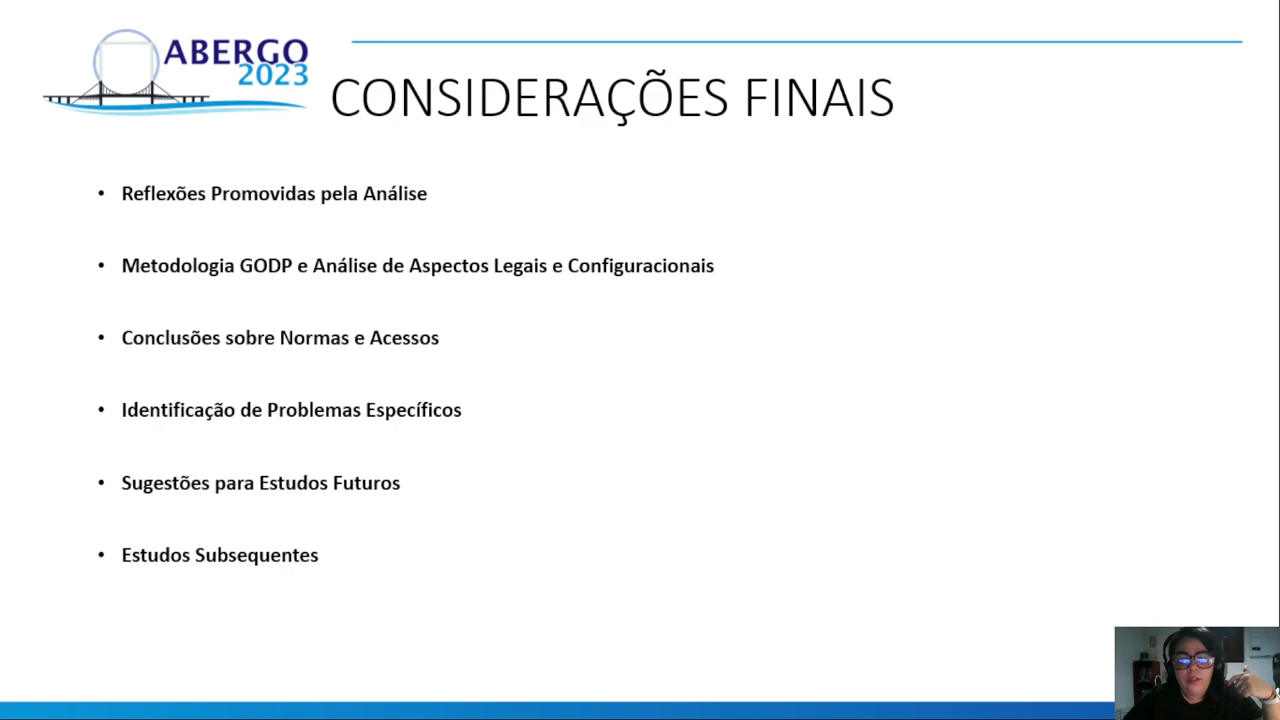 ABERGO
2023
CONSIDERAÇÕES FINAIS
• Reflexões Promovidas pela Análise
• Metodologia GODP e Análise de Aspectos Legais e Configuracionais
• Conclusões sobre Normas e Acessos
• Identificação de Problemas Específicos
• Sugestões para Estudos Futuros
• Estudos Subsequentes